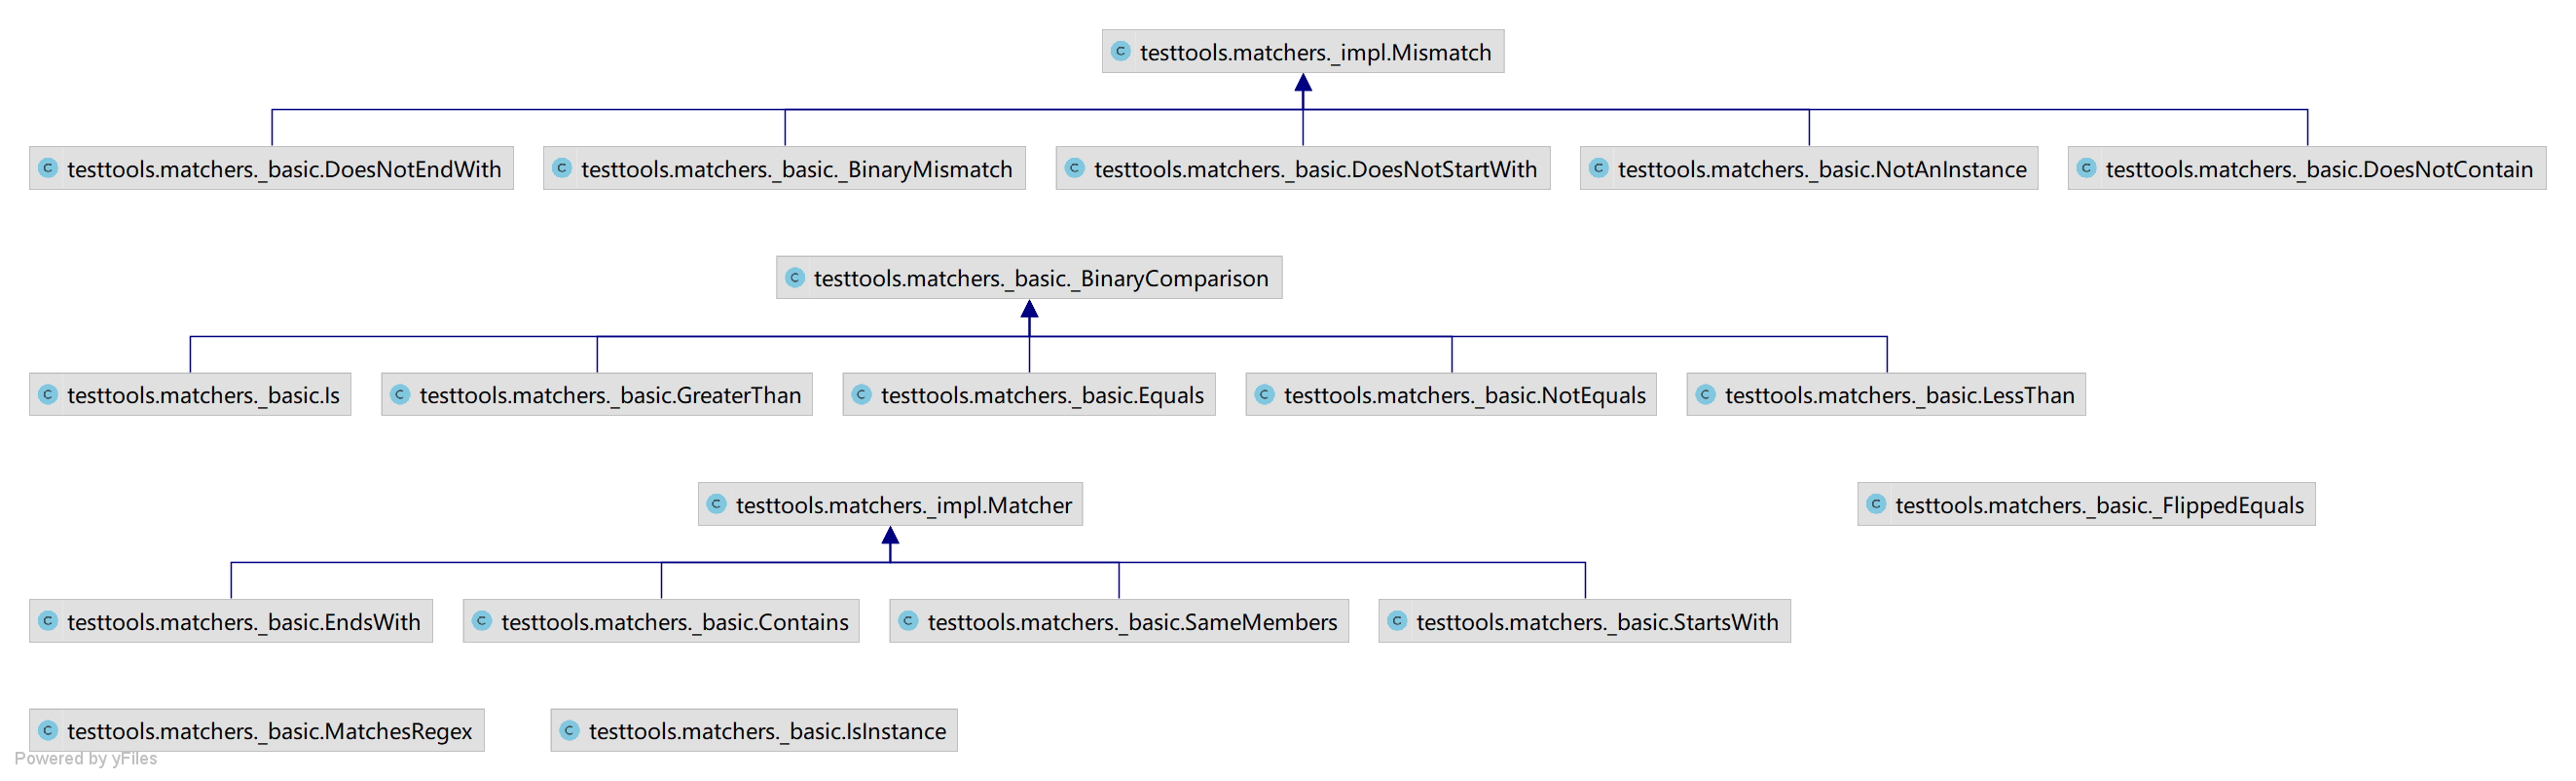 C testtools.matchers._impl.Mismatch
C testtools.matchers._basic.DoesNotEndWith
C testtools.matchers._basic._BinaryMismatch
C testtools.matchers._basic.DoesNotStartWith
C testtools.matchers._basic.NotAnInstance
C testtools.matchers._basic.DoesNotContain
C testtools.matchers._basic._BinaryComparison
C testtools.matchers._basic.Is
C testtools.matchers._basic.GreaterThan
C testtools.matchers._basic.Equals
C testtools.matchers._basic.NotEquals
C testtools.matchers._basic.LessThan
C testtools.matchers._impl.Matcher
C testtools.matchers._basic._FlippedEquals
C testtools.matchers._basic.EndsWith
C testtools.matchers._basic.Contains
C testtools.matchers._basic.SameMembers
C testtools.matchers._basic.StartsWith
C testtools.matchers._basic.MatchesRegex
C testtools.matchers._basic.IsInstance
Powered by yFiles